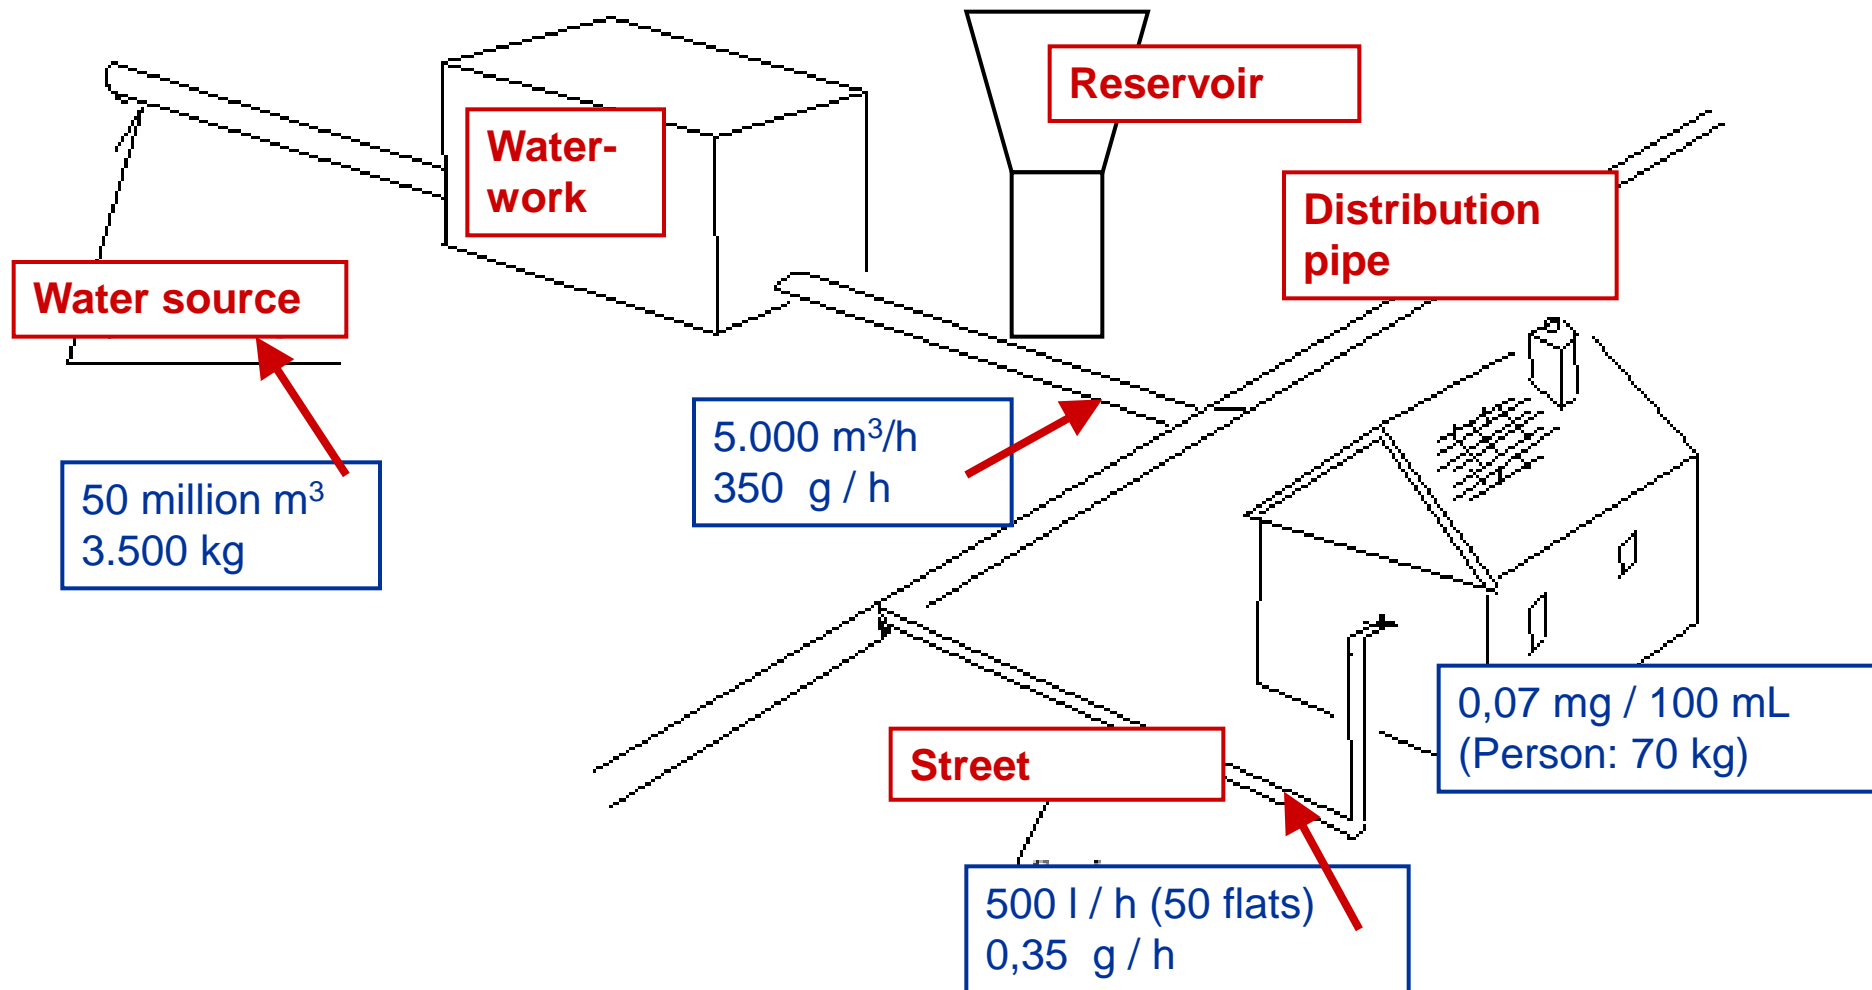 Reservoir
Water-
work
Distribution
pipe
Water source
5.000 m³/h
350 g / h
50 million m³
3.500 kg
0,07 mg / 100 mL
(Person: 70 kg)
Street
500 l / h (50 flats)
0,35 g / h